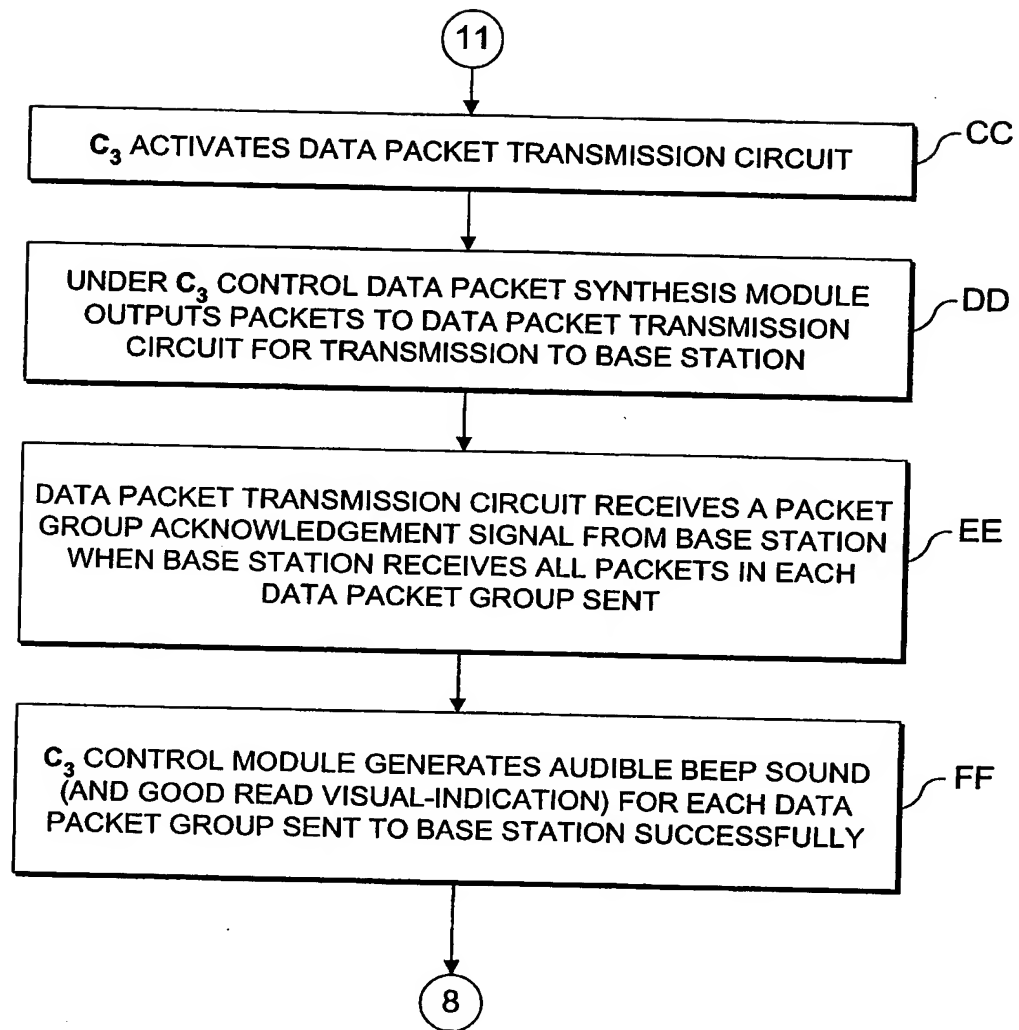 11
C₃ ACTIVATES DATA PACKET TRANSMISSION CIRCUIT
CC
UNDER C₃ CONTROL DATA PACKET SYNTHESIS MODULE
OUTPUTS PACKETS TO DATA PACKET TRANSMISSION
CIRCUIT FOR TRANSMISSION TO BASE STATION
DD
DATA PACKET TRANSMISSION CIRCUIT RECEIVES A PACKET
GROUP ACKNOWLEDGEMENT SIGNAL FROM BASE STATION
WHEN BASE STATION RECEIVES ALL PACKETS IN EACH
DATA PACKET GROUP SENT
EE
C₃ CONTROL MODULE GENERATES AUDIBLE BEEP SOUND
(AND GOOD READ VISUAL-INDICATION) FOR EACH DATA
PACKET GROUP SENT TO BASE STATION SUCCESSFULLY
FF
8